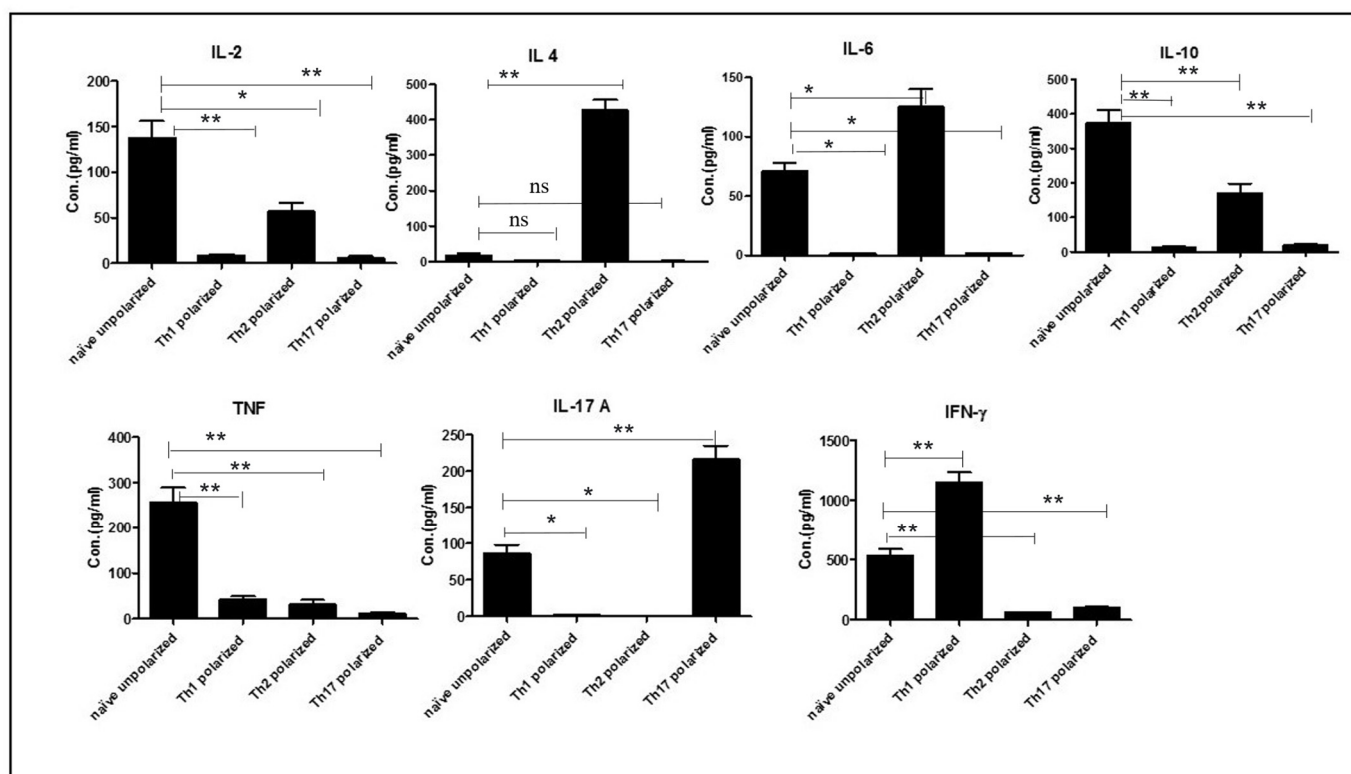 IL-2
Con.(pg/ml)
200
150
100
50
0
**
*
**
naïve unpolarized
Th1 polarized
Th2 polarized
Th17 polarized
IL 4
Con.(pg/ml)
500
400
300
200
100
0
**
ns
ns
naïve unpolarized
Th1 polarized
Th2 polarized
Th17 polarized
IL-6
Con.(pg/ml)
150
100
50
0
*
*
*
naïve unpolarized
Th1 polarized
Th2 polarized
Th17 polarized
IL-10
Con.(pg/ml)
500
400
300
200
100
0
**
**
**
naïve unpolarized
Th1 polarized
Th2 polarized
Th17 polarized
TNF
Con.(pg/ml)
400
300
200
100
0
**
**
**
naïve unpolarized
Th1 polarized
Th2 polarized
Th17 polarized
IL-17 A
Con.(pg/ml)
250
200
150
100
50
0
**
*
*
naïve unpolarized
Th1 polarized
Th2 polarized
Th17 polarized
IFN-γ
Con.(pg/ml)
1500
1000
500
0
**
**
**
naïve unpolarized
Th1 polarized
Th2 polarized
Th17 polarized